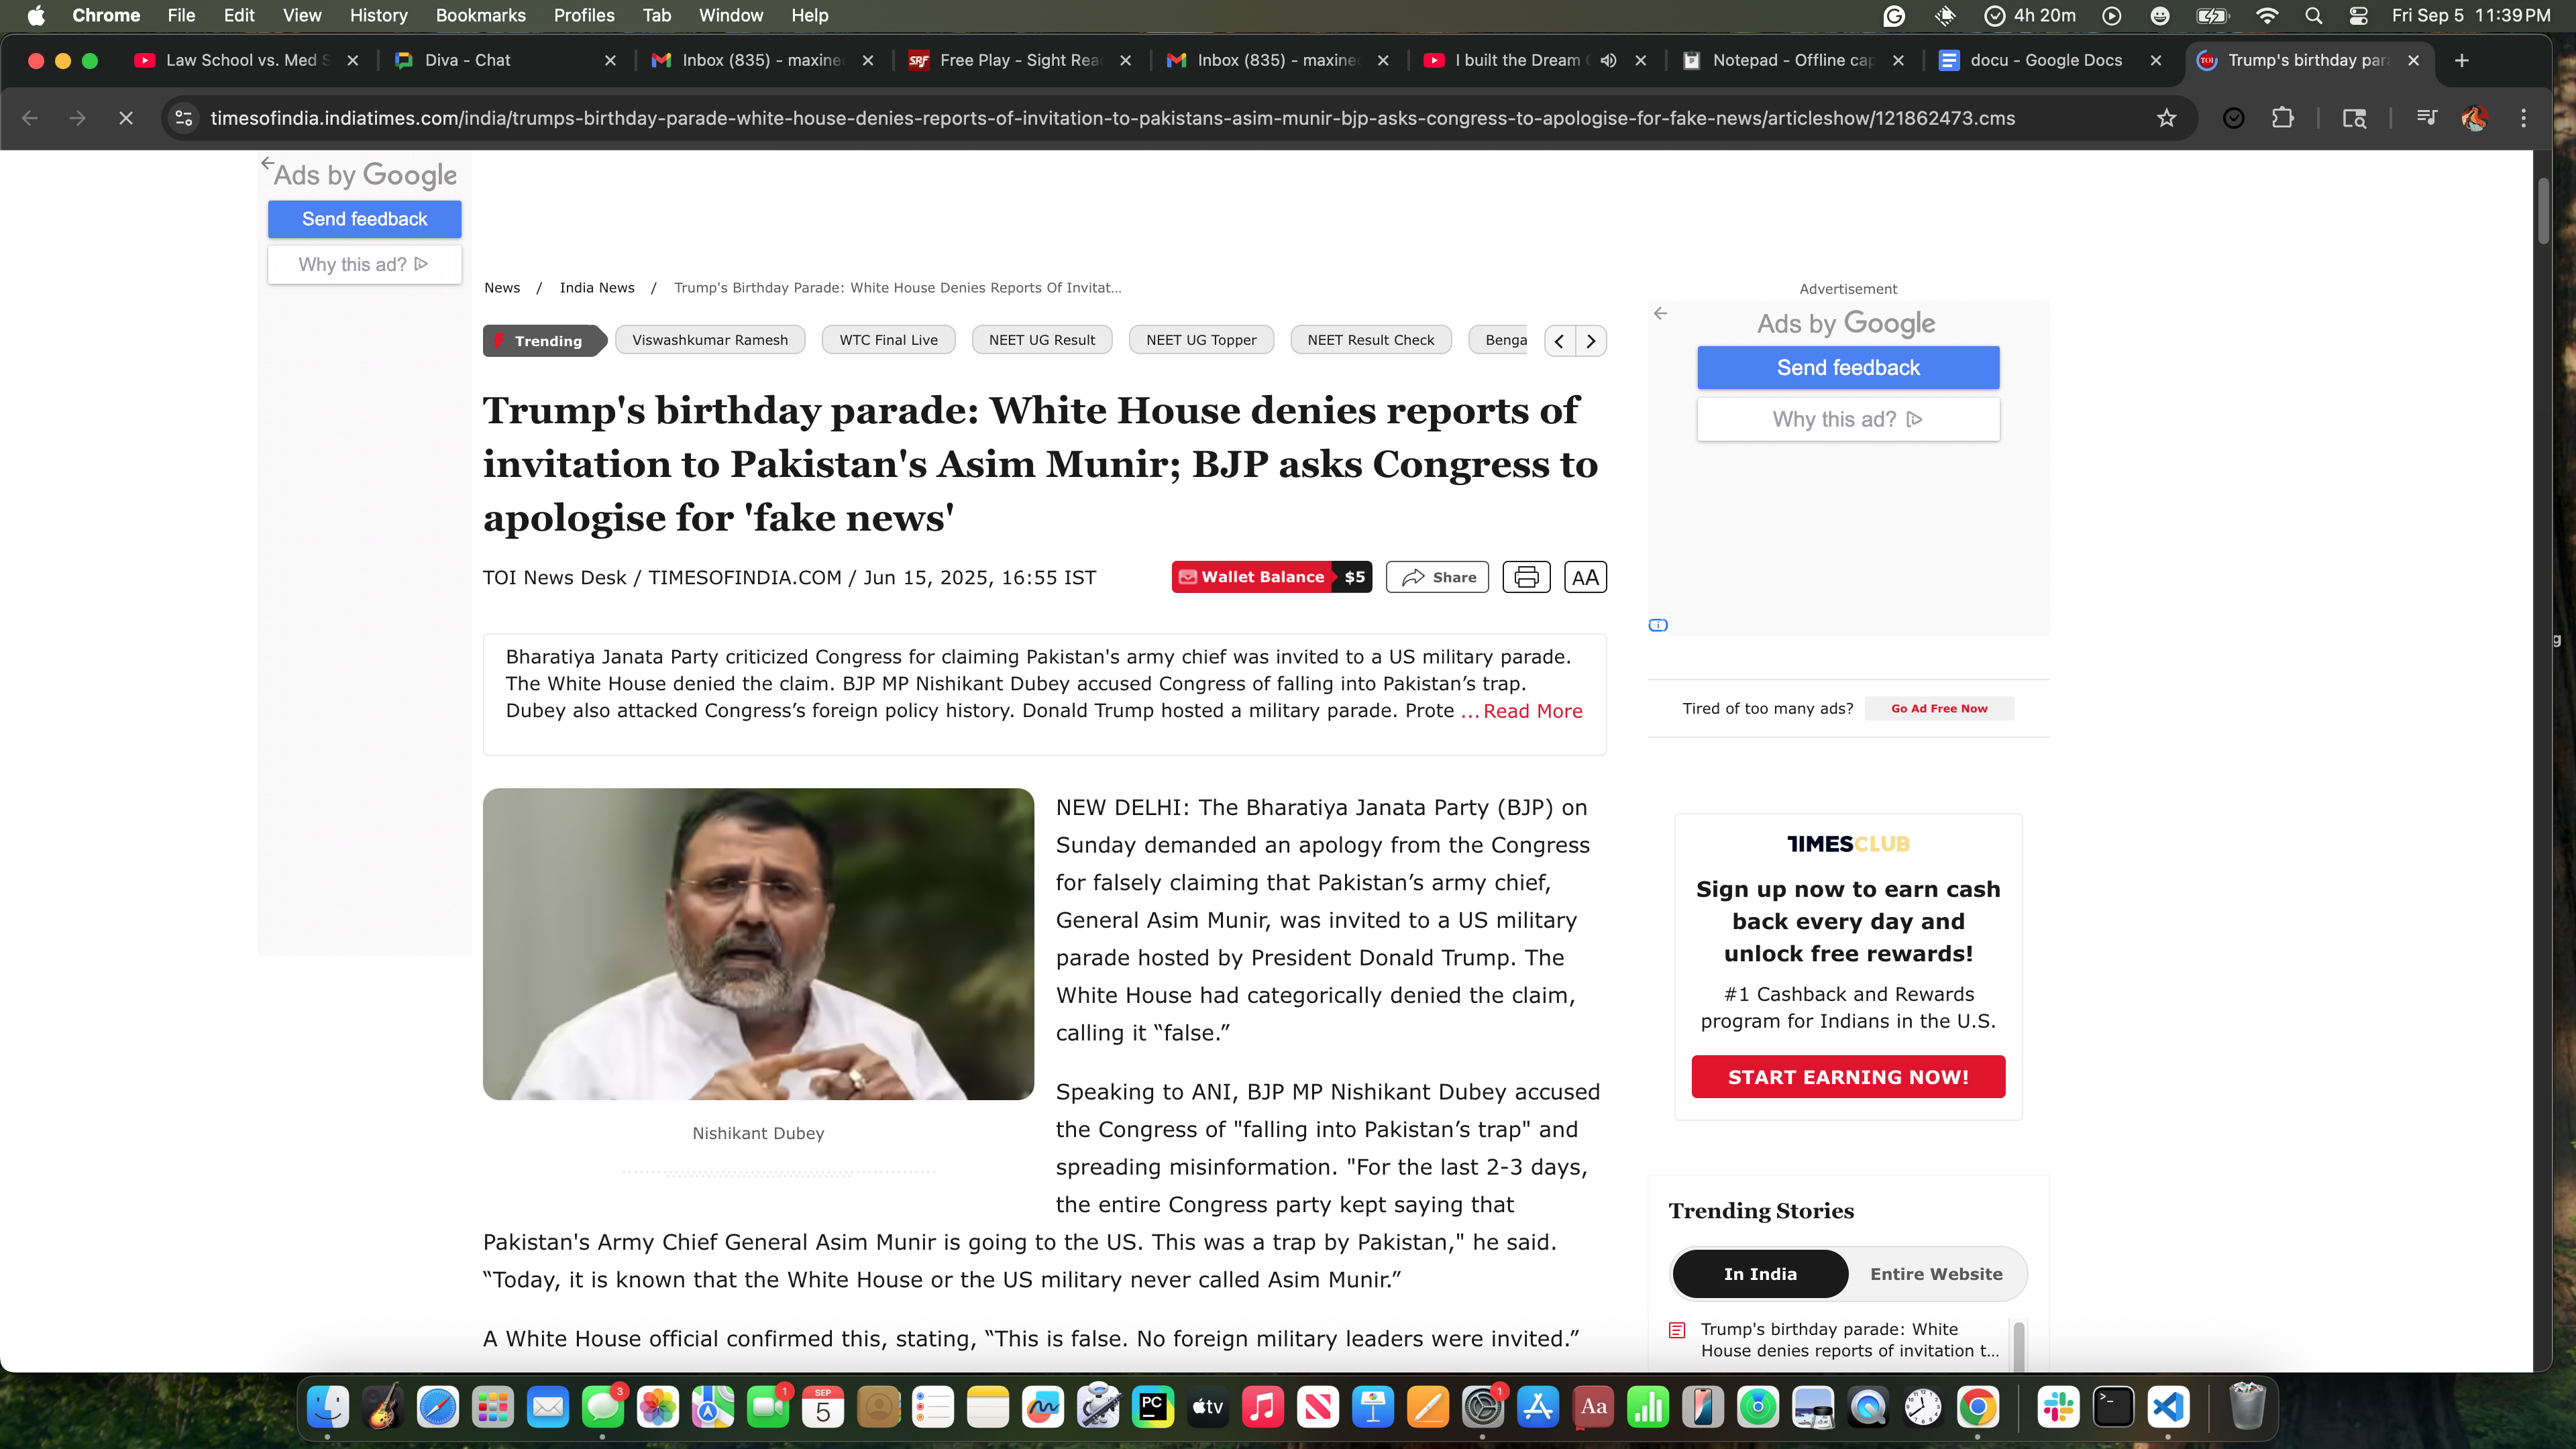 Chrome File Edit View History Bookmarks Profiles Tab Window Help
4h 20m Fri Sep 5 11:39 PM
Law School vs. Med S
Diva - Chat
Inbox (835) - maxine
Free Play - Sight Rea
Inbox (835) - maxine
I built the Dream
Notepad - Offline cap
docu - Google Docs
Trump's birthday par
timesofindia.indiatimes.com/india/trumps-birthday-parade-white-house-denies-reports-of-invitation-to-pakistans-asim-munir-bjp-asks-congress-to-apologise-for-fake-news/articleshow/121862473.cms
Ads by Google
Send feedback
Why this ad?
News / India News / Trump's Birthday Parade: White House Denies Reports Of Invitat...
Trending Viswashkumar Ramesh WTC Final Live NEET UG Result NEET UG Topper NEET Result Check Benga
Trump's birthday parade: White House denies reports of
invitation to Pakistan's Asim Munir; BJP asks Congress to
apologise for 'fake news'
TOI News Desk / TIMESOFINDIA.COM / Jun 15, 2025, 16:55 IST
Wallet Balance $5 Share AA
Bharatiya Janata Party criticized Congress for claiming Pakistan's army chief was invited to a US military parade.
The White House denied the claim. BJP MP Nishikant Dubey accused Congress of falling into Pakistan’s trap.
Dubey also attacked Congress’s foreign policy history. Donald Trump hosted a military parade. Prote ... Read More
NEW DELHI: The Bharatiya Janata Party (BJP) on
Sunday demanded an apology from the Congress
for falsely claiming that Pakistan’s army chief,
General Asim Munir, was invited to a US military
parade hosted by President Donald Trump. The
White House had categorically denied the claim,
calling it “false.”
Nishikant Dubey
Speaking to ANI, BJP MP Nishikant Dubey accused
the Congress of "falling into Pakistan’s trap" and
spreading misinformation. "For the last 2-3 days,
the entire Congress party kept saying that
Pakistan's Army Chief General Asim Munir is going to the US. This was a trap by Pakistan," he said.
“Today, it is known that the White House or the US military never called Asim Munir.”
A White House official confirmed this, stating, “This is false. No foreign military leaders were invited.”
Advertisement
Ads by Google
Send feedback
Why this ad?
Tired of too many ads? Go Ad Free Now
TIMESCLUB
Sign up now to earn cash
back every day and
unlock free rewards!
#1 Cashback and Rewards
program for Indians in the U.S.
START EARNING NOW!
Trending Stories
In India Entire Website
Trump's birthday parade: White
House denies reports of invitation t...
3
1
SEP
5
PC
tv
1
Aa